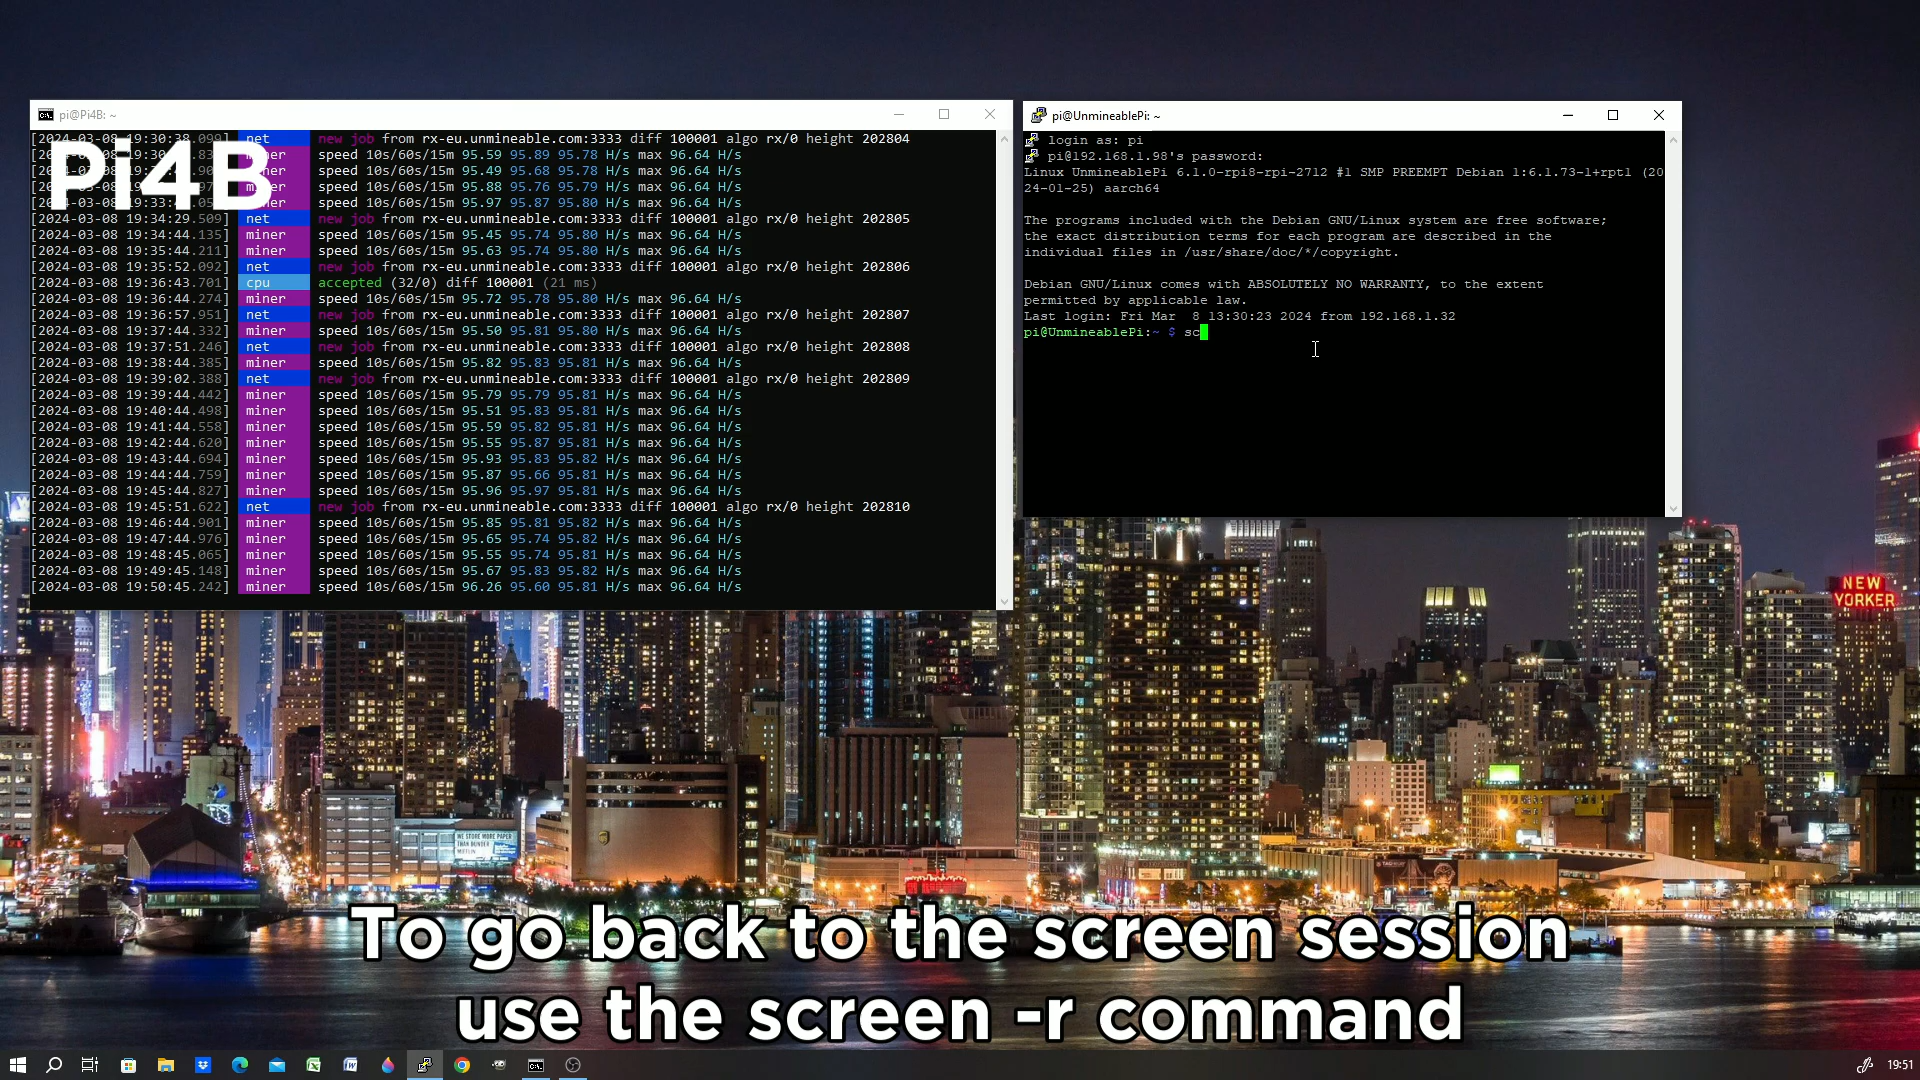 pi@Pi4B: ~
[2024-03-08 19:30:38.099] net new job from rx-eu.unmineable.com:3333 diff 100001 algo rx/0 height 202804
speed 10s/60s/15m 95.59 95.89 95.78 H/s max 96.64 H/s
speed 10s/60s/15m 95.49 95.68 95.78 H/s max 96.64 H/s
speed 10s/60s/15m 95.88 95.76 95.79 H/s max 96.64 H/s
speed 10s/60s/15m 95.97 95.87 95.80 H/s max 96.64 H/s
Pi4B
[2024-03-08 19:34:29.509] net new job from rx-eu.unmineable.com:3333 diff 100001 algo rx/0 height 202805
[2024-03-08 19:34:44.135] miner speed 10s/60s/15m 95.45 95.74 95.80 H/s max 96.64 H/s
[2024-03-08 19:35:44.211] miner speed 10s/60s/15m 95.63 95.74 95.80 H/s max 96.64 H/s
[2024-03-08 19:35:52.092] net new job from rx-eu.unmineable.com:3333 diff 100001 algo rx/0 height 202806
[2024-03-08 19:36:43.701] cpu accepted (32/0) diff 100001 (21 ms)
[2024-03-08 19:36:44.274] miner speed 10s/60s/15m 95.72 95.78 95.80 H/s max 96.64 H/s
[2024-03-08 19:36:57.951] net new job from rx-eu.unmineable.com:3333 diff 100001 algo rx/0 height 202807
[2024-03-08 19:37:44.332] miner speed 10s/60s/15m 95.50 95.81 95.80 H/s max 96.64 H/s
[2024-03-08 19:37:51.246] net new job from rx-eu.unmineable.com:3333 diff 100001 algo rx/0 height 202808
[2024-03-08 19:38:44.385] miner speed 10s/60s/15m 95.82 95.83 95.81 H/s max 96.64 H/s
[2024-03-08 19:39:02.388] net new job from rx-eu.unmineable.com:3333 diff 100001 algo rx/0 height 202809
[2024-03-08 19:39:44.442] miner speed 10s/60s/15m 95.79 95.79 95.81 H/s max 96.64 H/s
[2024-03-08 19:40:44.498] miner speed 10s/60s/15m 95.51 95.83 95.81 H/s max 96.64 H/s
[2024-03-08 19:41:44.558] miner speed 10s/60s/15m 95.59 95.82 95.81 H/s max 96.64 H/s
[2024-03-08 19:42:44.620] miner speed 10s/60s/15m 95.55 95.87 95.81 H/s max 96.64 H/s
[2024-03-08 19:43:44.694] miner speed 10s/60s/15m 95.93 95.83 95.82 H/s max 96.64 H/s
[2024-03-08 19:44:44.759] miner speed 10s/60s/15m 95.87 95.66 95.81 H/s max 96.64 H/s
[2024-03-08 19:45:44.827] miner speed 10s/60s/15m 95.96 95.97 95.81 H/s max 96.64 H/s
[2024-03-08 19:45:51.622] net new job from rx-eu.unmineable.com:3333 diff 100001 algo rx/0 height 202810
[2024-03-08 19:46:44.901] miner speed 10s/60s/15m 95.85 95.81 95.82 H/s max 96.64 H/s
[2024-03-08 19:47:44.976] miner speed 10s/60s/15m 95.65 95.74 95.82 H/s max 96.64 H/s
[2024-03-08 19:48:45.065] miner speed 10s/60s/15m 95.55 95.74 95.81 H/s max 96.64 H/s
[2024-03-08 19:49:45.148] miner speed 10s/60s/15m 95.67 95.83 95.82 H/s max 96.64 H/s
[2024-03-08 19:50:45.242] miner speed 10s/60s/15m 96.26 95.60 95.81 H/s max 96.64 H/s
pi@UnmineablePi: ~
login as: pi
pi@192.168.1.98's password:
Linux UnmineablePi 6.1.0-rpi8-rpi-2712 #1 SMP PREEMPT Debian 1:6.1.73-1+rpt1 (20
24-01-25) aarch64
The programs included with the Debian GNU/Linux system are free software;
the exact distribution terms for each program are described in the
individual files in /usr/share/doc/*/copyright.
Debian GNU/Linux comes with ABSOLUTELY NO WARRANTY, to the extent
permitted by applicable law.
Last login: Fri Mar  8 13:30:23 2024 from 192.168.1.32
pi@UnmineablePi:~ $ sc
NEW
YORKER
WE STORE MORE PAPER
To go back to the screen session
use the screen -r command
19:51